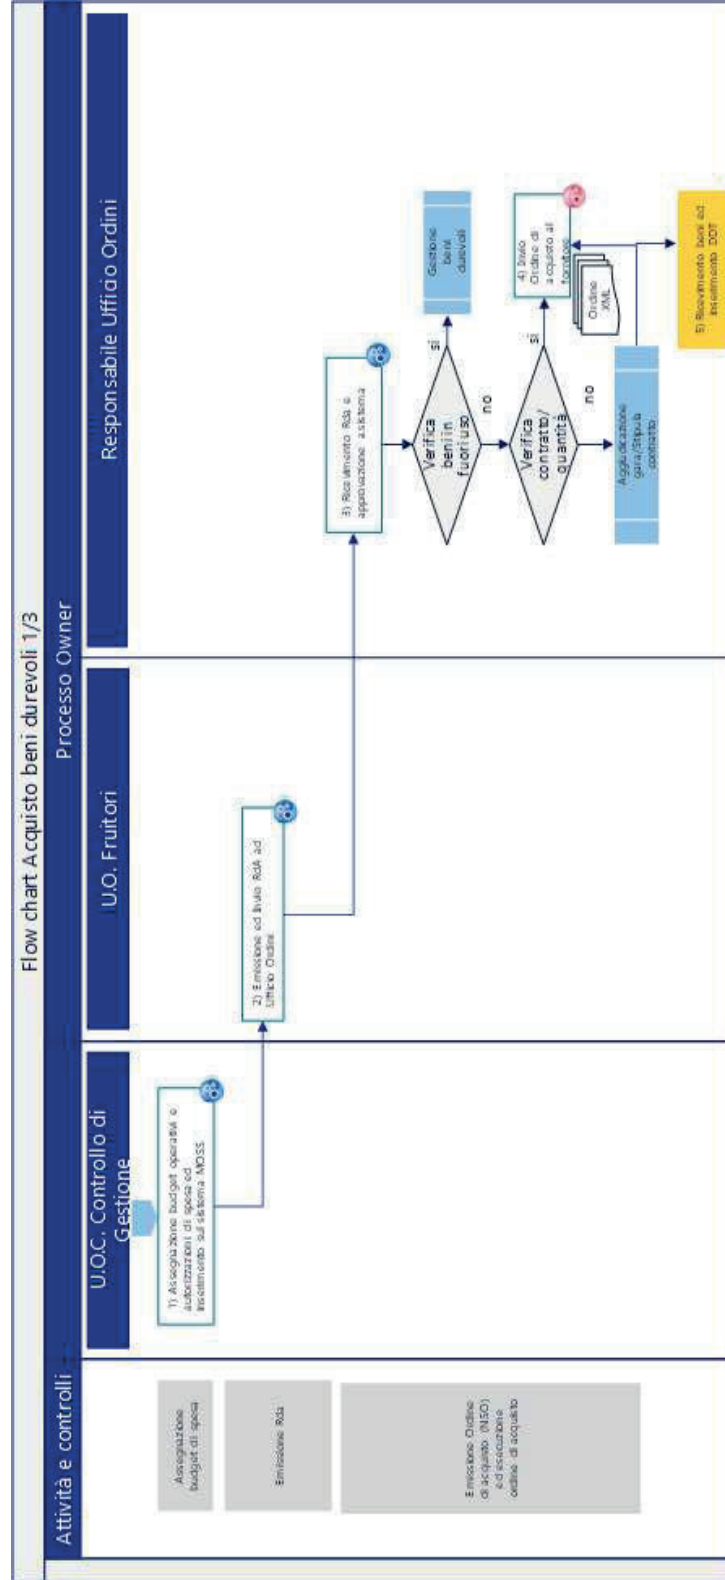 Flow chart Acquisto beni durevoli 1/3
Attività e controlli
Processo Owner
U.O.C. Controllo di
Gestione
U.O. Fruitori
Responsabile Ufficio Ordini
Assegnazione
budget di spesa
1) Assegnazione budget operativi e
autorizzazioni di spesa ed
inserimento sul sistema MOSS
Emissione Rda
2) Emissione ed Invio RdA ad
Ufficio Ordini
Emissione Ordine
di acquisto (NSO)
ed esecuzione
ordine di acquisto
3) Ricevimento Rda e
approvazione a sistema
Verifica
beni in
fuori uso
si
Gestione
beni
durevoli
no
Verifica
contratto/
quantità
si
4) Invio
Ordine di
acquisto al
fornitore
Ordine
XML
no
Aggiudicazione
gara/Stipula
contratto
5) Ricevimento beni ed
inserimento DDT